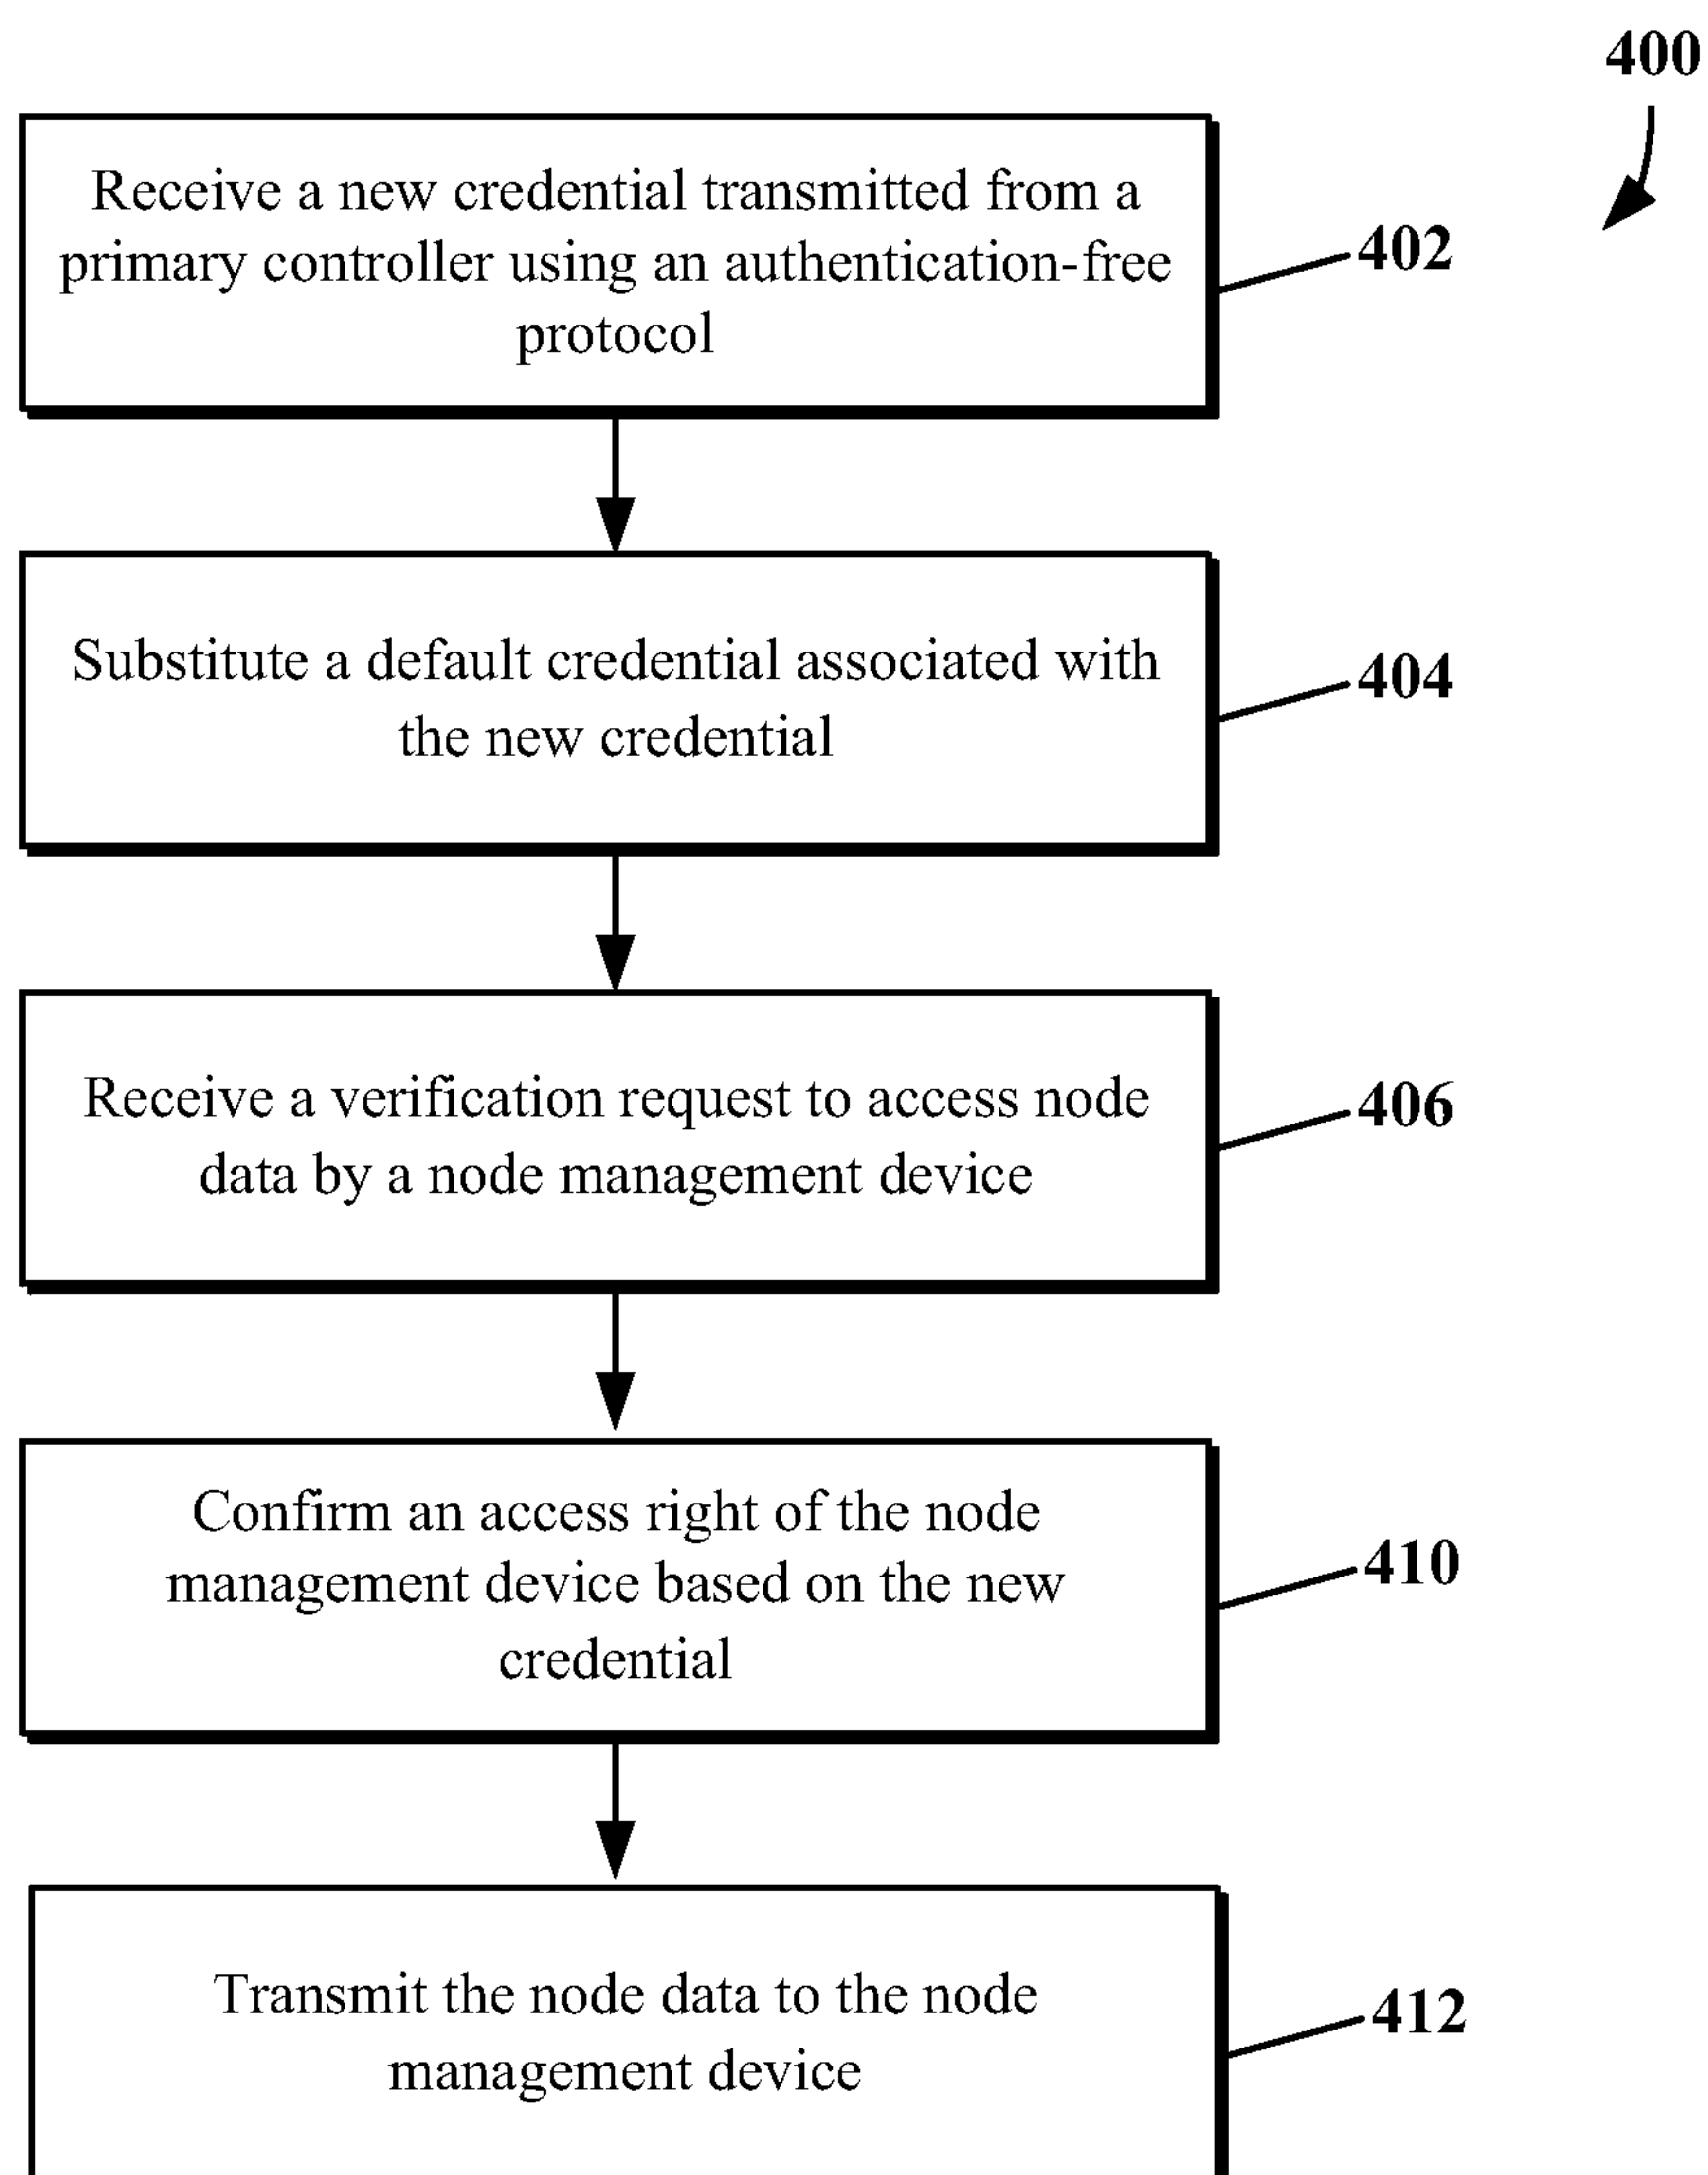 400
Receive a new credential transmitted from a
primary controller using an authentication-free
protocol
402
Substitute a default credential associated with
the new credential
404
Receive a verification request to access node
data by a node management device
406
Confirm an access right of the node
management device based on the new
credential
410
Transmit the node data to the node
management device
412